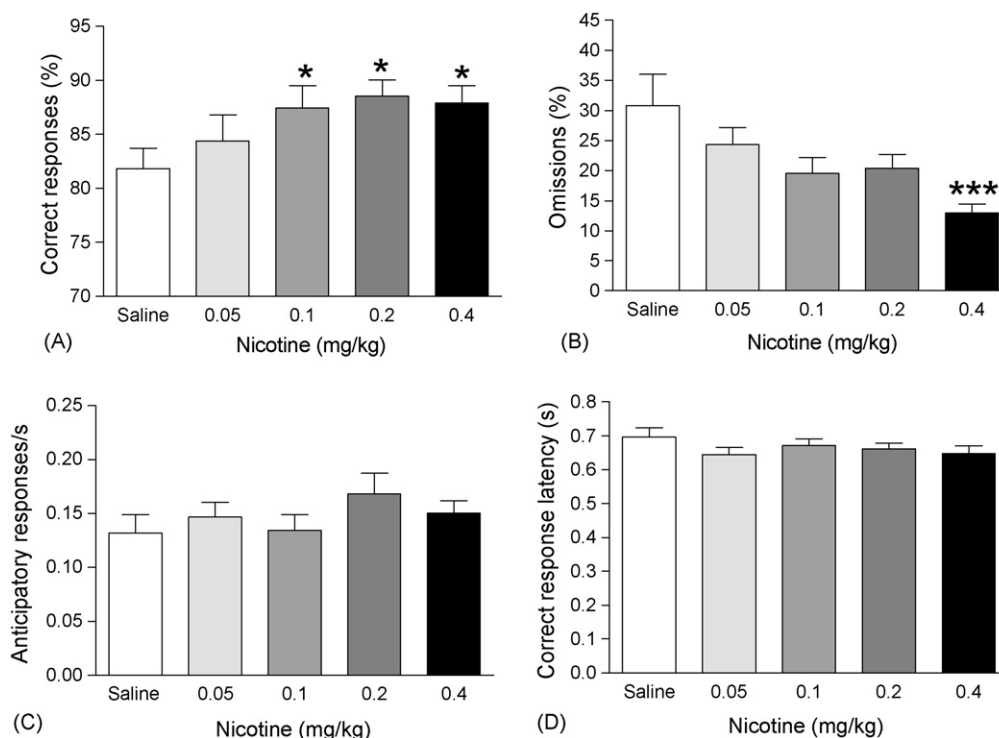 Correct responses (%)
95
90
85
80
75
70
* * *
Saline 0.05 0.1 0.2 0.4
Nicotine (mg/kg)
(A)
Omissions (%)
45
40
35
30
25
20
15
10
5
0
***
Saline 0.05 0.1 0.2 0.4
Nicotine (mg/kg)
(B)
Anticipatory responses/s
0.25
0.20
0.15
0.10
0.05
0.00
Saline 0.05 0.1 0.2 0.4
Nicotine (mg/kg)
(C)
Correct response latency (s)
0.8
0.7
0.6
0.5
0.4
0.3
0.2
0.1
0.0
Saline 0.05 0.1 0.2 0.4
Nicotine (mg/kg)
(D)